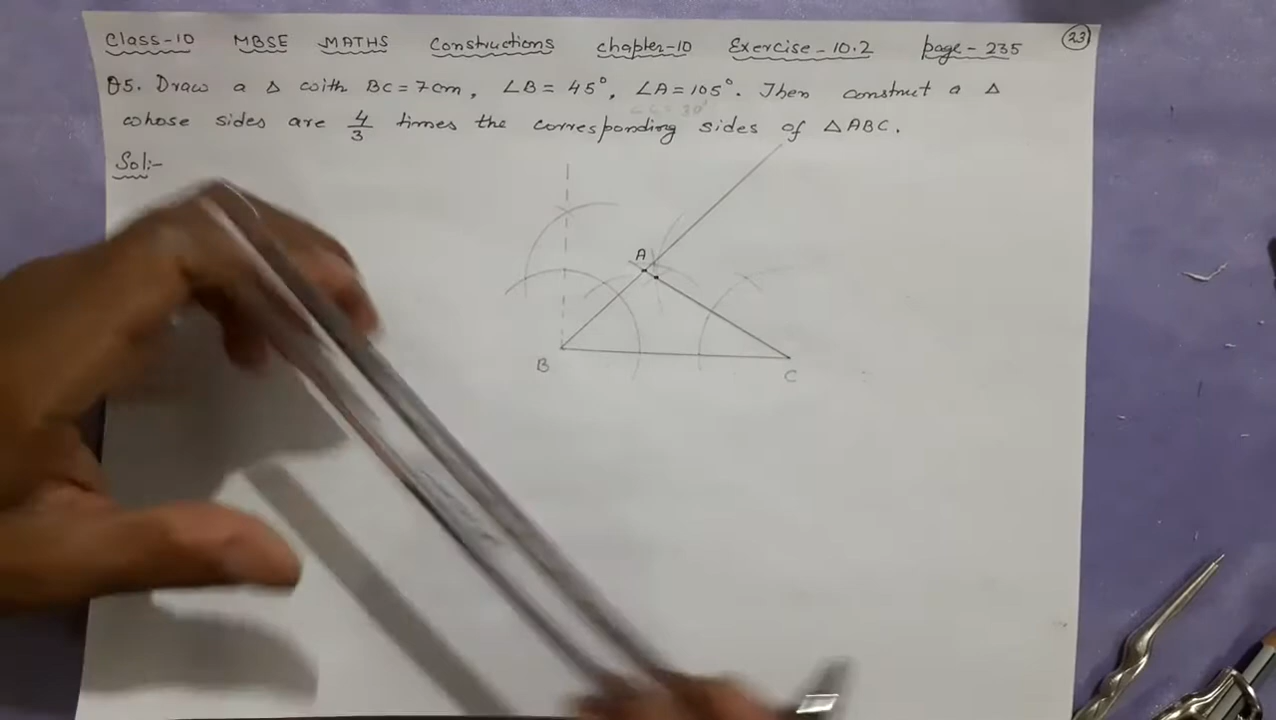 Class-10 MBSE MATHS Constructions chapter-10 Exercise-10.2 page-235 23
Q5. Draw a Δ with BC = 7cm, ∠B = 45°, ∠A = 105°. Then construct a Δ
∠C = 30°
whose sides are 4/3 times the corresponding sides of ΔABC.
Sol:-
A
B
C